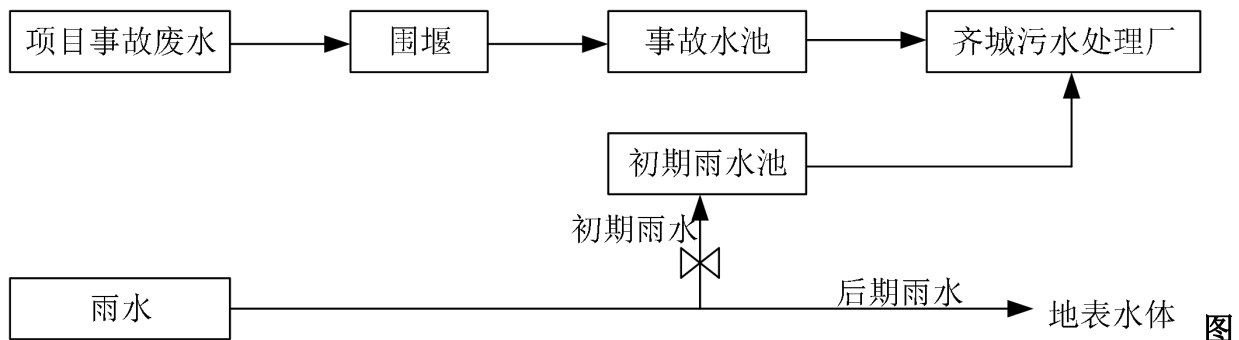 项目事故废水
围堰
事故水池
齐城污水处理厂
初期雨水池
初期雨水
雨水
后期雨水
地表水体
图